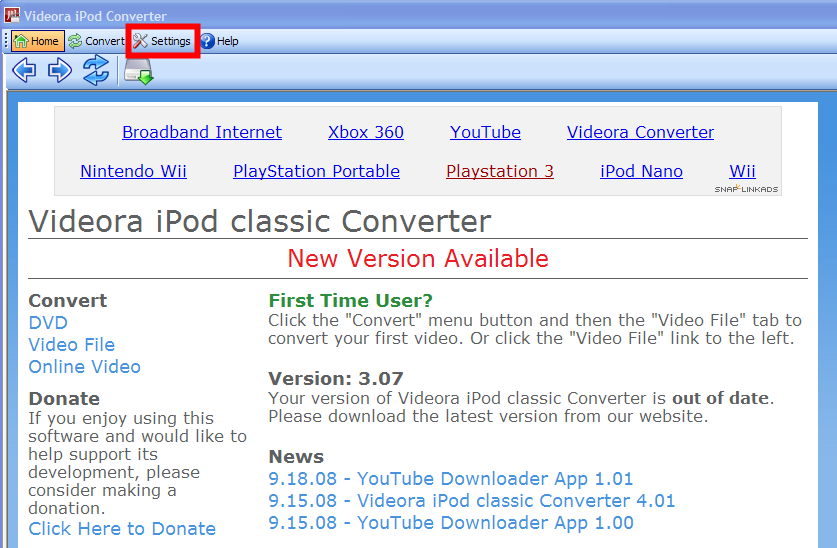 Videora iPod Converter
Home Convert Settings Help
Broadband Internet Xbox 360 YouTube Videora Converter
Nintendo Wii PlayStation Portable Playstation 3 iPod Nano Wii
SNAP LINKADS
Videora iPod classic Converter
New Version Available
Convert
DVD
Video File
Online Video
Donate
If you enjoy using this
software and would like to
help support its
development, please
consider making a
donation.
Click Here to Donate
First Time User?
Click the "Convert" menu button and then the "Video File" tab to
convert your first video. Or click the "Video File" link to the left.
Version: 3.07
Your version of Videora iPod classic Converter is out of date.
Please download the latest version from our website.
News
9.18.08 - YouTube Downloader App 1.01
9.15.08 - Videora iPod classic Converter 4.01
9.15.08 - YouTube Downloader App 1.00